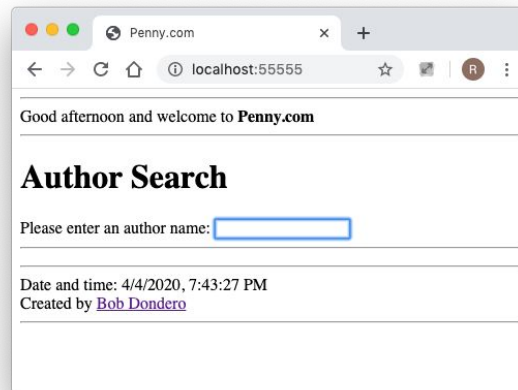 Penny.com
localhost:55555
R
Good afternoon and welcome to Penny.com
Author Search
Please enter an author name:
Date and time: 4/4/2020, 7:43:27 PM
Created by Bob Dondero